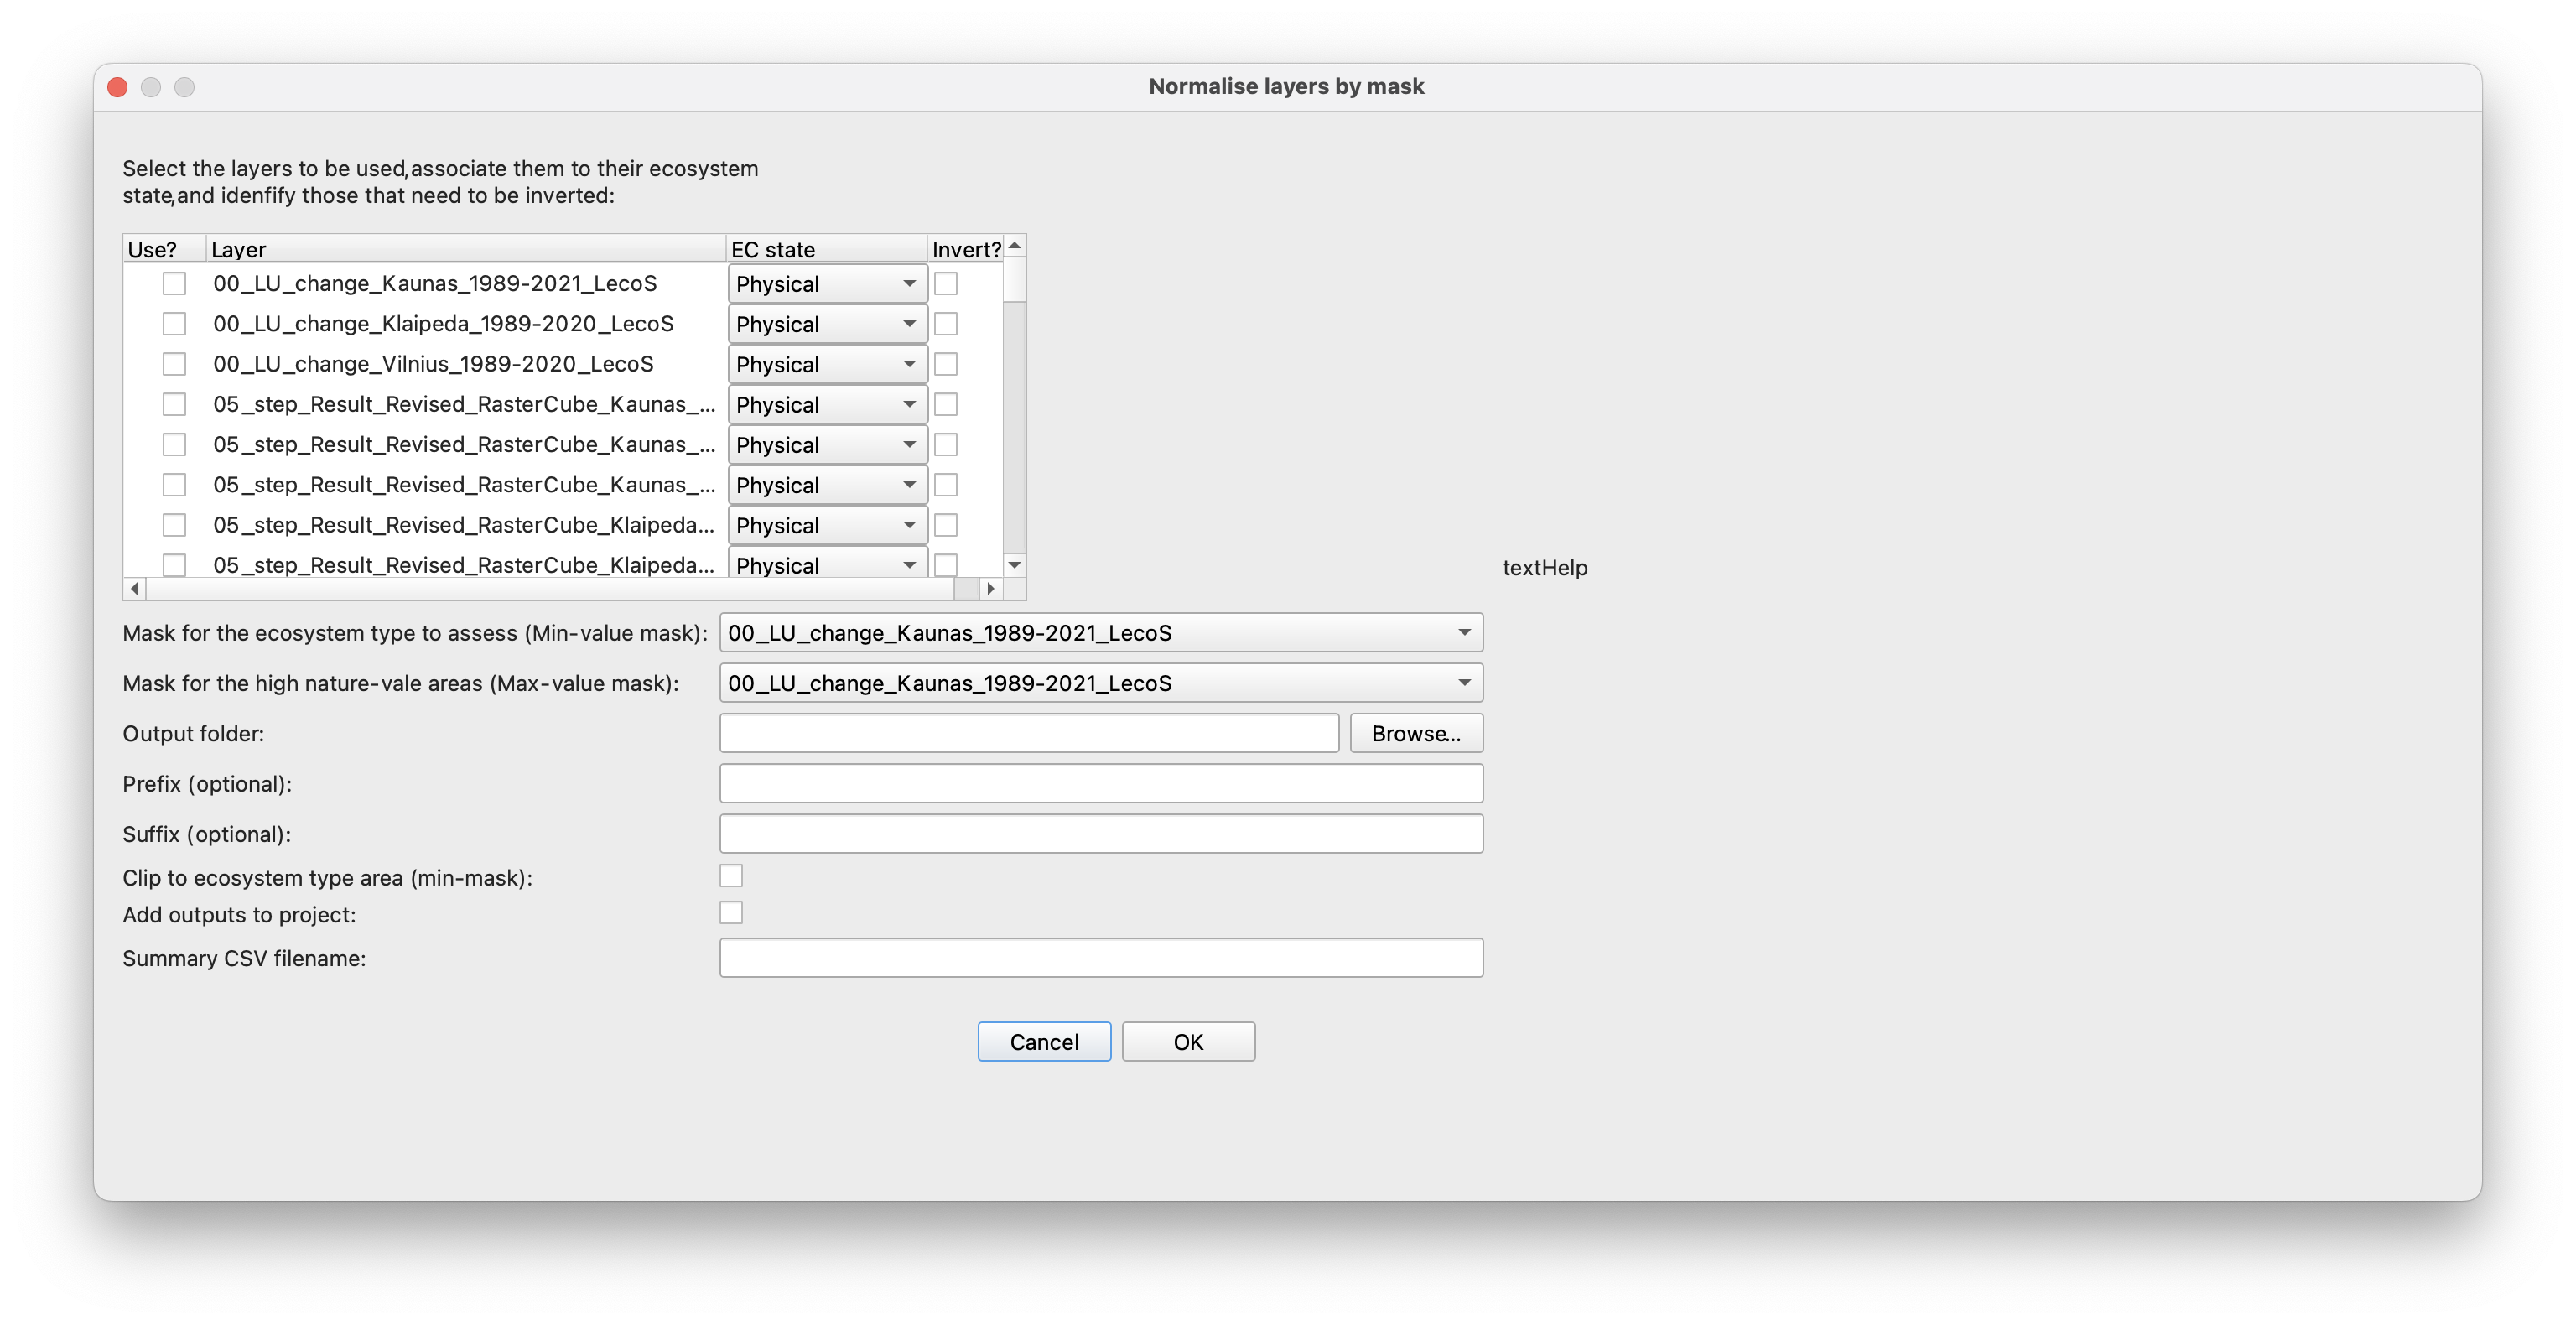 Normalise layers by mask
Select the layers to be used,associate them to their ecosystem
state,and idenfify those that need to be inverted:
Use? Layer EC state Invert?
00_LU_change_Kaunas_1989-2021_LecoS Physical
00_LU_change_Klaipeda_1989-2020_LecoS Physical
00_LU_change_Vilnius_1989-2020_LecoS Physical
05_step_Result_Revised_RasterCube_Kaunas_... Physical
05_step_Result_Revised_RasterCube_Kaunas_... Physical
05_step_Result_Revised_RasterCube_Kaunas_... Physical
05_step_Result_Revised_RasterCube_Klaipeda... Physical
05_step_Result_Revised_RasterCube_Klaipeda... Physical
textHelp
Mask for the ecosystem type to assess (Min-value mask): 00_LU_change_Kaunas_1989-2021_LecoS
Mask for the high nature-vale areas (Max-value mask): 00_LU_change_Kaunas_1989-2021_LecoS
Output folder: Browse...
Prefix (optional):
Suffix (optional):
Clip to ecosystem type area (min-mask):
Add outputs to project:
Summary CSV filename:
Cancel OK